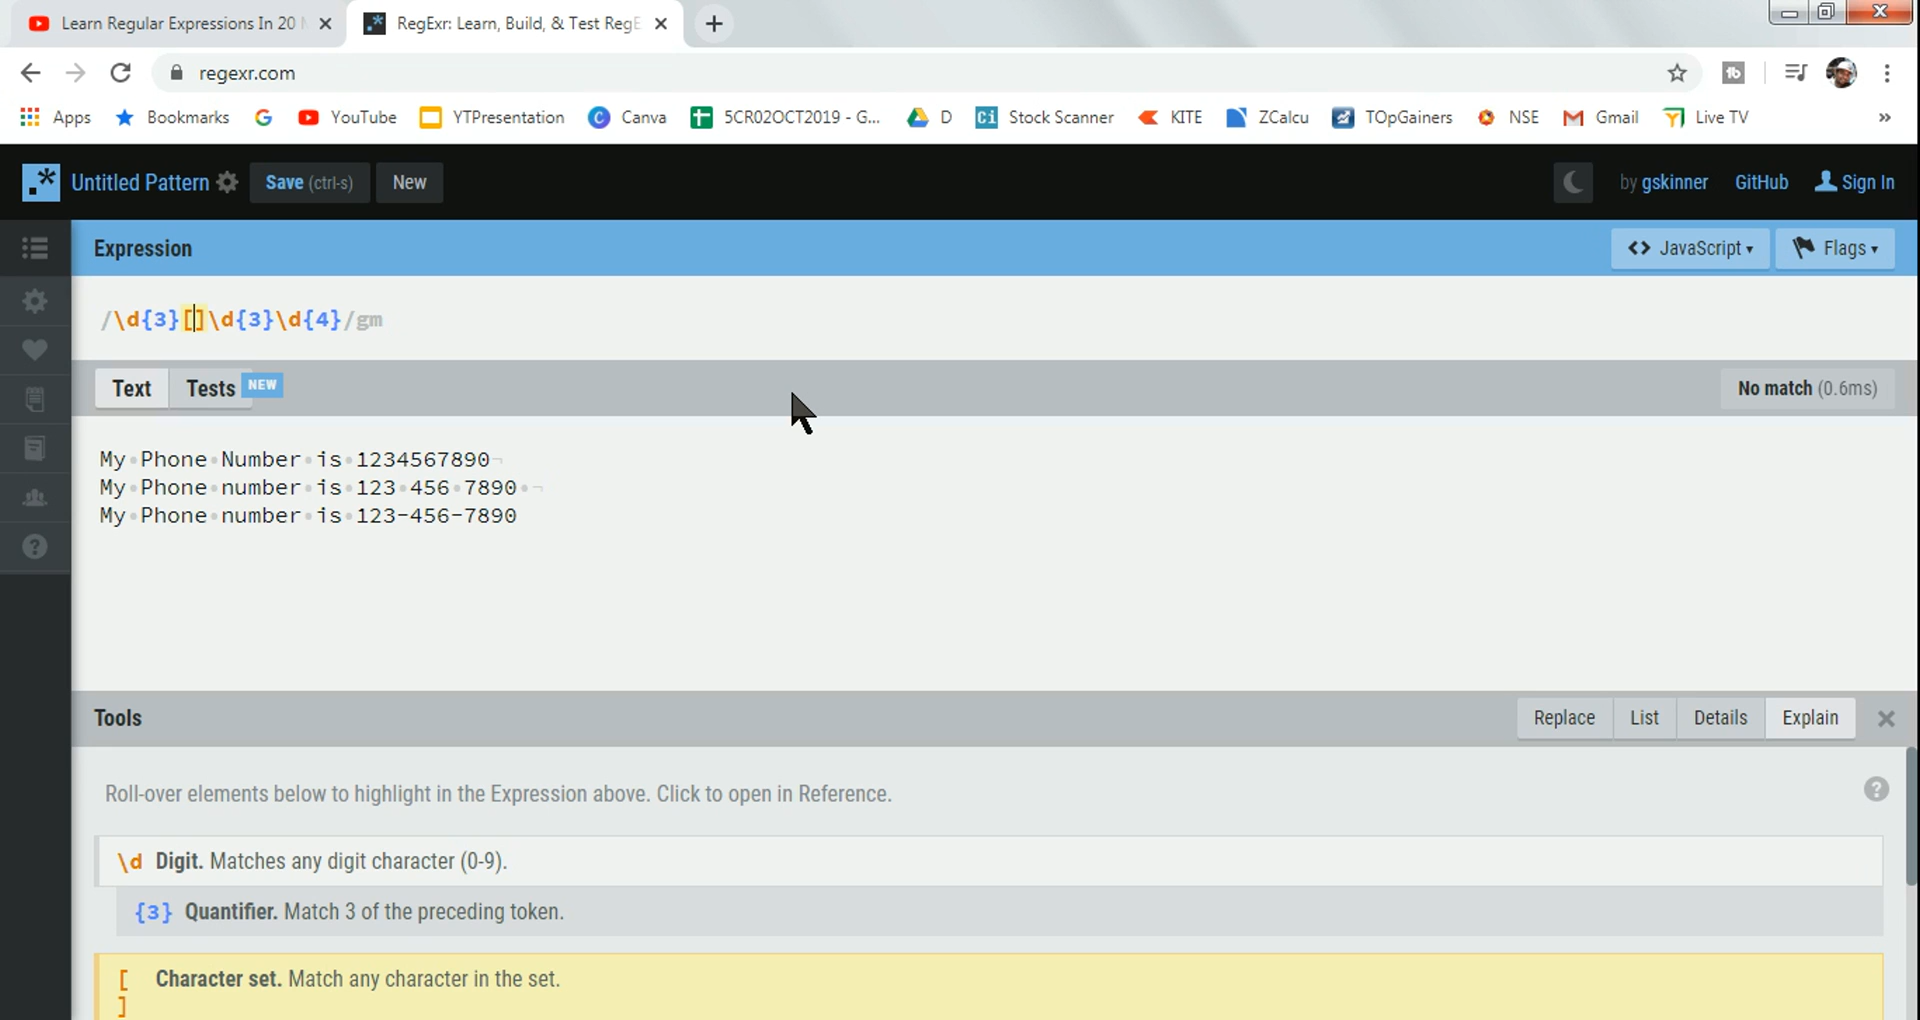 Learn Regular Expressions In 20 M
RegExr: Learn, Build, & Test RegE
regexr.com
Apps Bookmarks YouTube YTPresentation Canva 5CR02OCT2019 - G... D Stock Scanner KITE ZCalcu TOpGainers NSE Gmail Live TV »
Untitled Pattern Save (ctrl-s) New by gskinner GitHub Sign In
Expression JavaScript Flags
/\d{3}[]\d{3}\d{4}/gm
Text Tests NEW No match (0.6ms)
My Phone Number is 1234567890
My Phone number is 123 456 7890
My Phone number is 123-456-7890
Tools Replace List Details Explain
Roll-over elements below to highlight in the Expression above. Click to open in Reference.
\d Digit. Matches any digit character (0-9).
{3} Quantifier. Match 3 of the preceding token.
[ Character set. Match any character in the set.
]